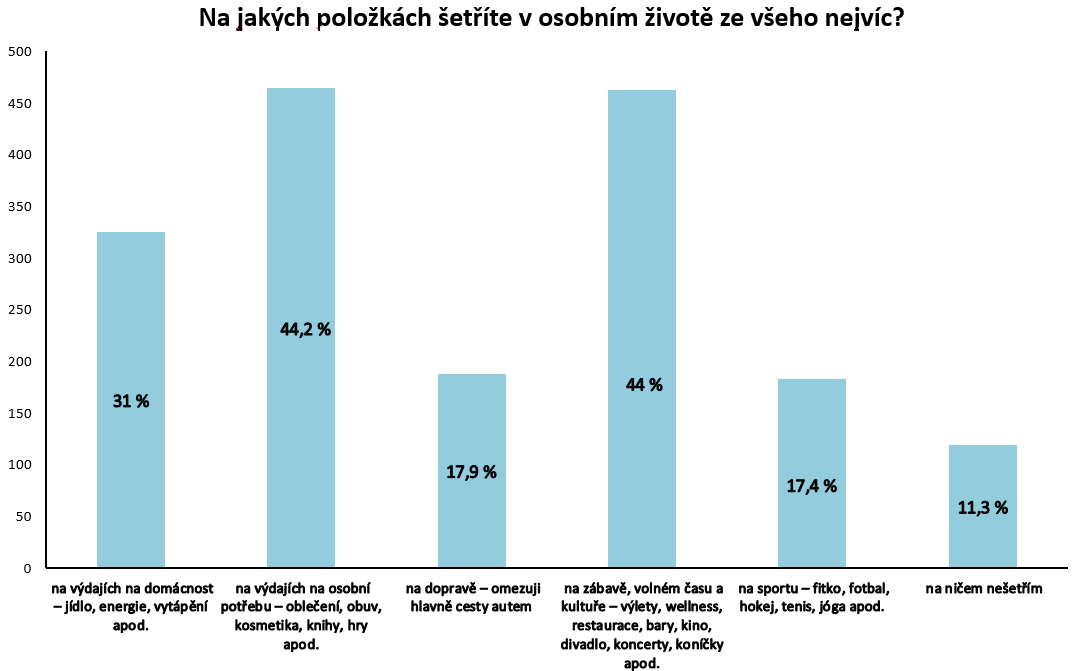 Na jakých položkách šetříte v osobním životě ze všeho nejvíc?
500
450
400
350
300
250
200
150
100
50
0
31 %
44,2 %
17,9 %
44 %
17,4 %
11,3 %
na výdajích na domácnost
– jídlo, energie, vytápění
apod.
na výdajích na osobní
potřebu – oblečení, obuv,
kosmetika, knihy, hry
apod.
na dopravě – omezuji
hlavně cesty autem
na zábavě, volném času a
kultuře – výlety, wellness,
restaurace, bary, kino,
divadlo, koncerty, koníčky
apod.
na sportu – fitko, fotbal,
hokej, tenis, jóga apod.
na ničem nešetřím